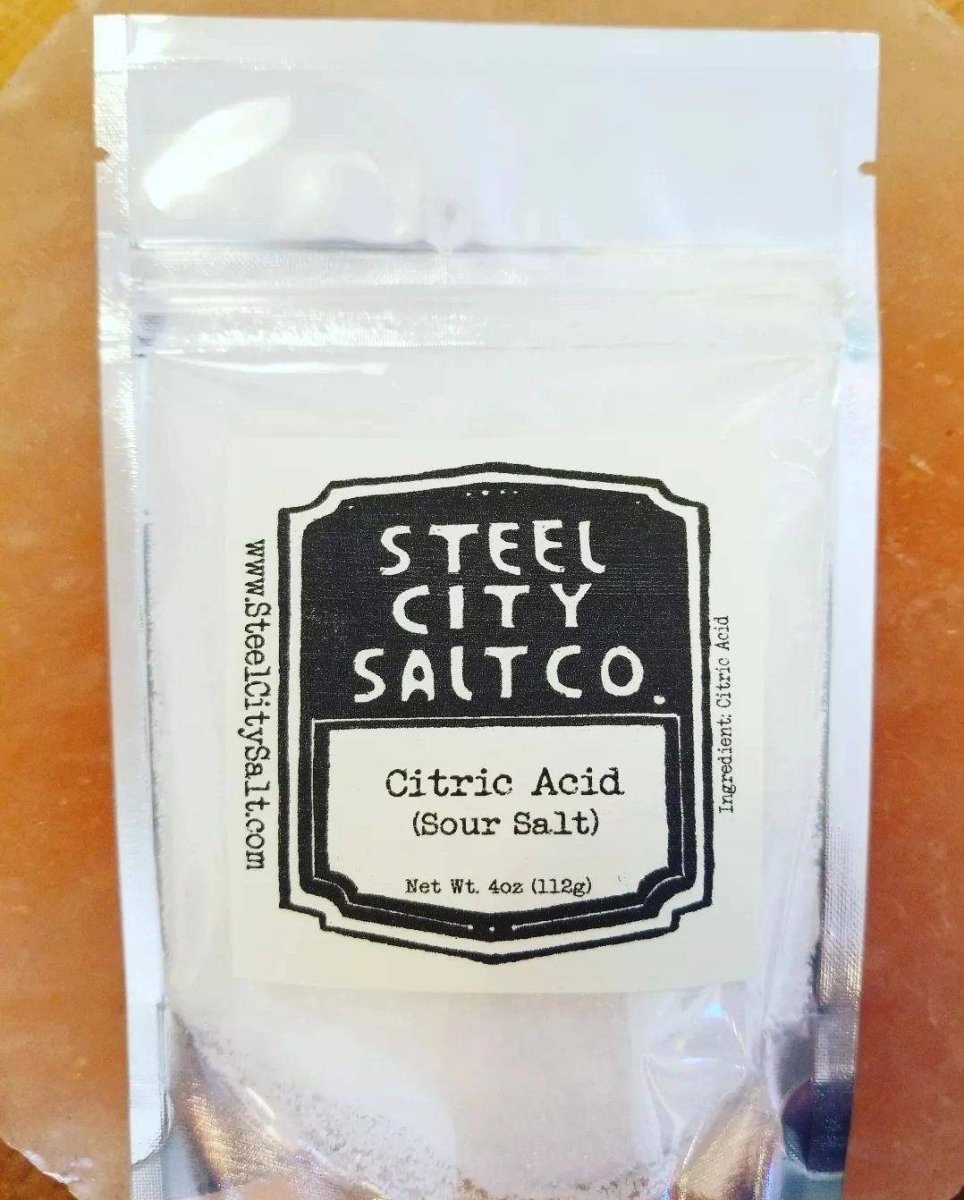 STEEL
CITY
SALT CO.
Citric Acid
(Sour Salt)
Net Wt. 4oz (112g)
www.SteelCitySalt.com
Ingredient: Citric Acid